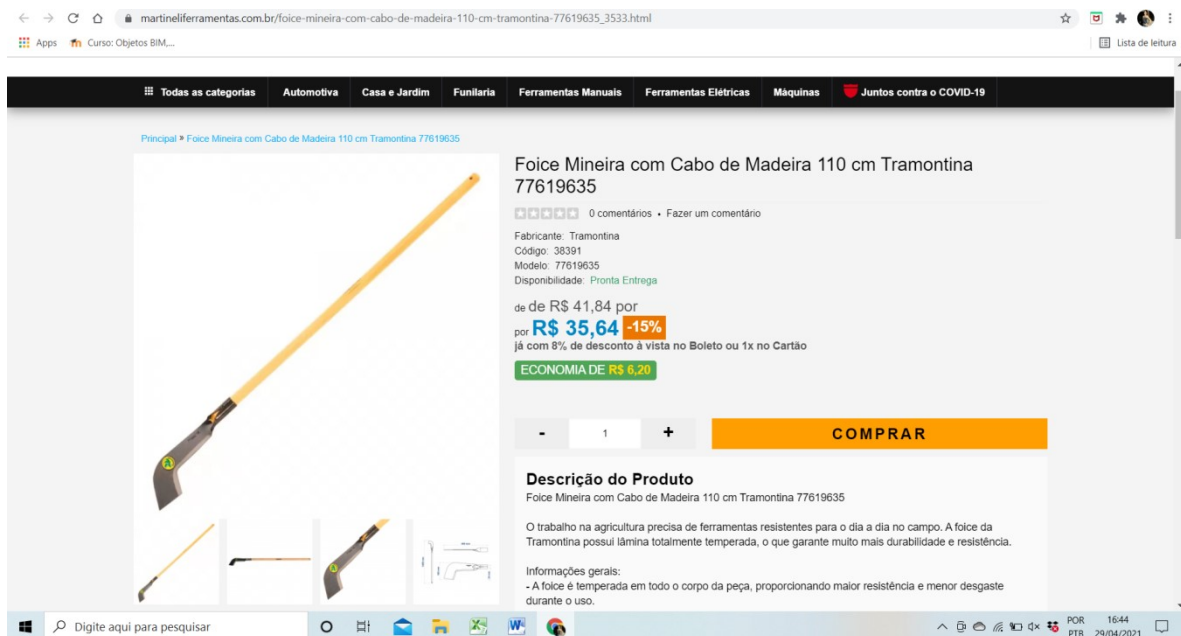 martineliferramentas.com.br/foice-mineira-com-cabo-de-madeira-110-cm-tramontina-77619635_3533.html
Apps Curso: Objetos BIM,... Lista de leitura
Todas as categorias Automotiva Casa e Jardim Funilaria Ferramentas Manuais Ferramentas Elétricas Máquinas Juntos contra o COVID-19
Principal » Foice Mineira com Cabo de Madeira 110 cm Tramontina 77619635
Foice Mineira com Cabo de Madeira 110 cm Tramontina
77619635
0 comentários • Fazer um comentário
Fabricante: Tramontina
Código: 38391
Modelo: 77619635
Disponibilidade: Pronta Entrega
de de R$ 41,84 por
por R$ 35,64 -15%
já com 8% de desconto à vista no Boleto ou 1x no Cartão
ECONOMIA DE R$ 6,20
- 1 + COMPRAR
Descrição do Produto
Foice Mineira com Cabo de Madeira 110 cm Tramontina 77619635
O trabalho na agricultura precisa de ferramentas resistentes para o dia a dia no campo. A foice da
Tramontina possui lâmina totalmente temperada, o que garante muito mais durabilidade e resistência.
Informações gerais:
- A foice é temperada em todo o corpo da peça, proporcionando maior resistência e menor desgaste
durante o uso.
Digite aqui para pesquisar
POR 16:44
PTB 29/04/2021